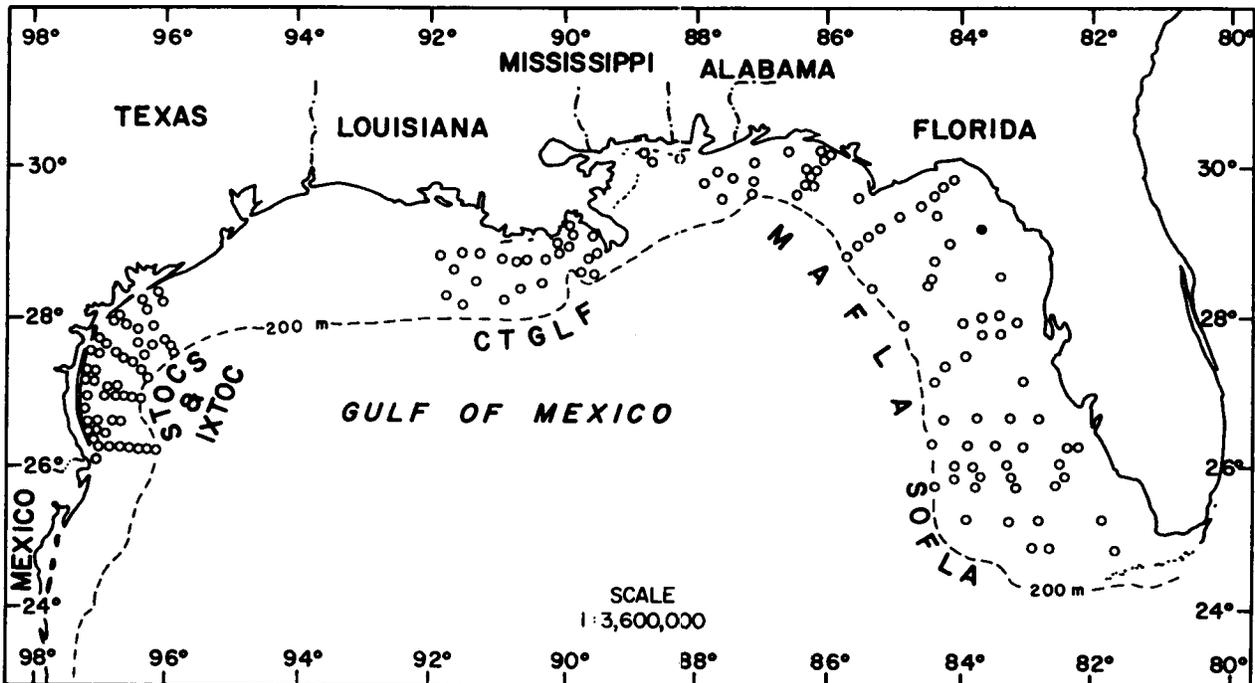 98° 96° 94° 92° 90° 88° 86° 84° 82° 80°
MISSISSIPPI ALABAMA
TEXAS LOUISIANA FLORIDA
30° 30°
MAFLA
28° 28°
200 m
CTGLF
STOCS
&
IXTOC
GULF OF MEXICO
26° 26°
SOFLA
MEXICO
200 m
SCALE
1:3,600,000
24° 24°
98° 96° 94° 92° 90° 88° 86° 84° 82° 80°